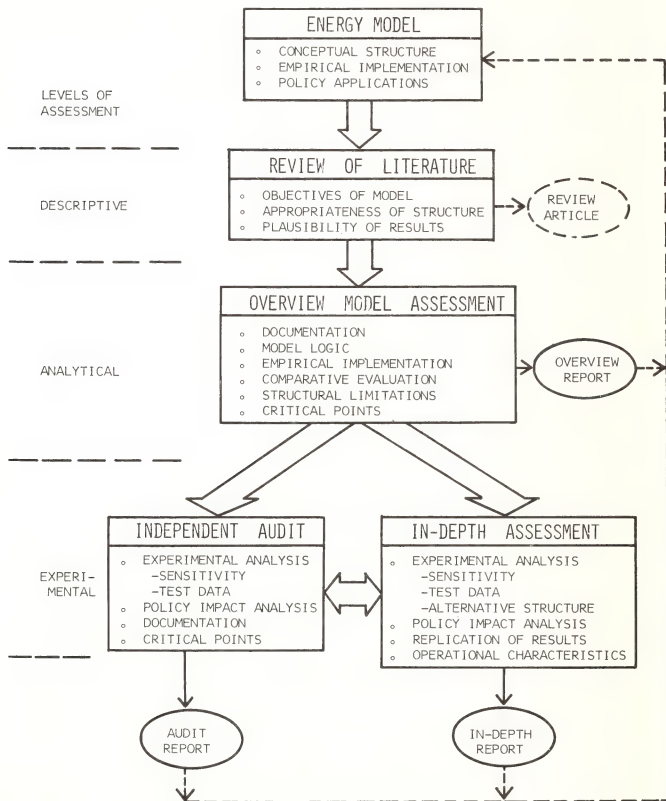 ENERGY MODEL
° CONCEPTUAL STRUCTURE
° EMPIRICAL IMPLEMENTATION
° POLICY APPLICATIONS
LEVELS OF
ASSESSMENT
REVIEW OF LITERATURE
° OBJECTIVES OF MODEL
° APPROPRIATENESS OF STRUCTURE
° PLAUSIBILITY OF RESULTS
DESCRIPTIVE
REVIEW
ARTICLE
OVERVIEW MODEL ASSESSMENT
° DOCUMENTATION
° MODEL LOGIC
° EMPIRICAL IMPLEMENTATION
° COMPARATIVE EVALUATION
° STRUCTURAL LIMITATIONS
° CRITICAL POINTS
ANALYTICAL
OVERVIEW
REPORT
INDEPENDENT AUDIT
° EXPERIMENTAL ANALYSIS
-SENSITIVITY
-TEST DATA
° POLICY IMPACT ANALYSIS
° DOCUMENTATION
° CRITICAL POINTS
IN-DEPTH ASSESSMENT
° EXPERIMENTAL ANALYSIS
-SENSITIVITY
-TEST DATA
-ALTERNATIVE STRUCTURE
° POLICY IMPACT ANALYSIS
° REPLICATION OF RESULTS
° OPERATIONAL CHARACTERISTICS
EXPERI-
MENTAL
AUDIT
REPORT
IN-DEPTH
REPORT